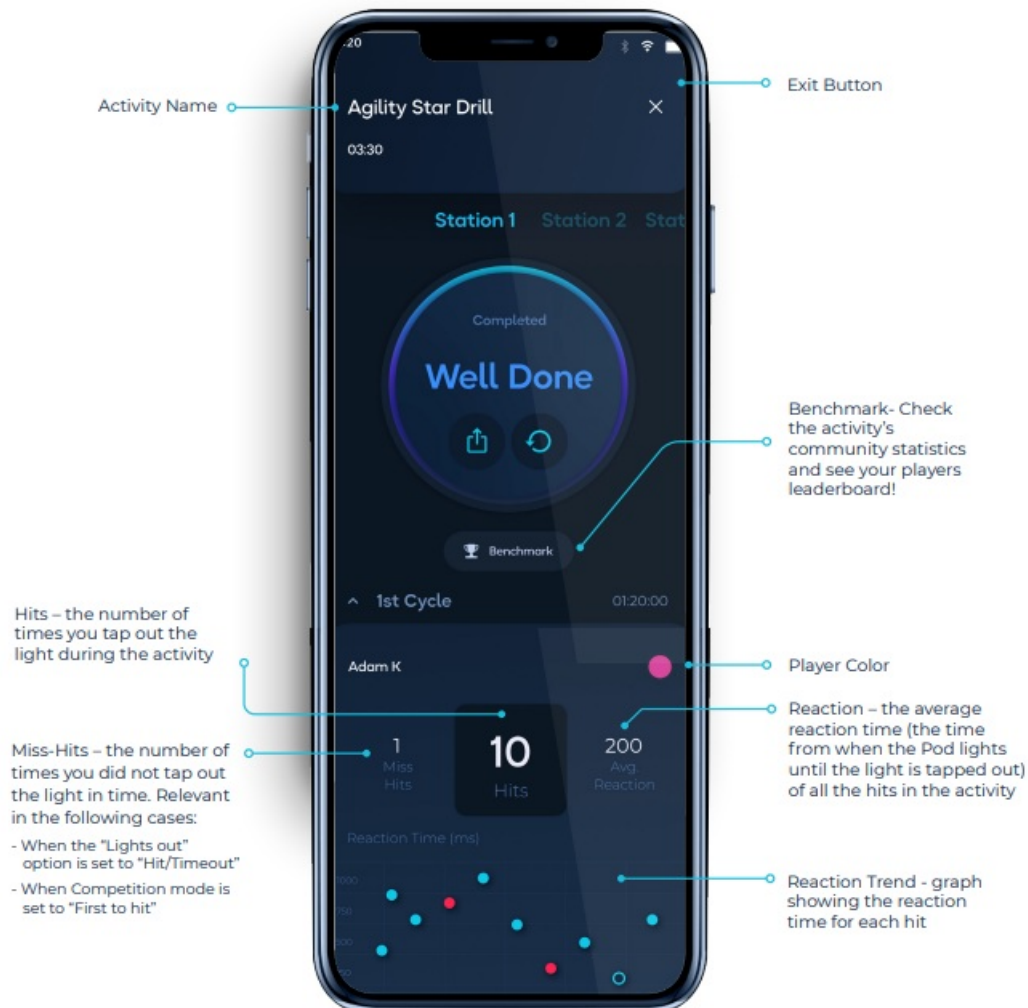 :20
Activity Name
Exit Button
Agility Star Drill
03:30
Station 1 Station 2 Stat
Completed
Well Done
Benchmark- Check
the activity's
community statistics
and see your players
leaderboard!
Benchmark
1st Cycle 01:20:00
Hits – the number of
times you tap out the
light during the activity
Adam K
Player Color
Miss-Hits – the number of
times you did not tap out
the light in time. Relevant
in the following cases:
- When the "Lights out"
option is set to "Hit/Timeout"
- When Competition mode is
set to "First to hit"
1
Miss
Hits
10
Hits
200
Avg.
Reaction
Reaction – the average
reaction time (the time
from when the Pod lights
until the light is tapped out)
of all the hits in the activity
Reaction Time (ms)
1000
750
500
Reaction Trend - graph
showing the reaction
time for each hit